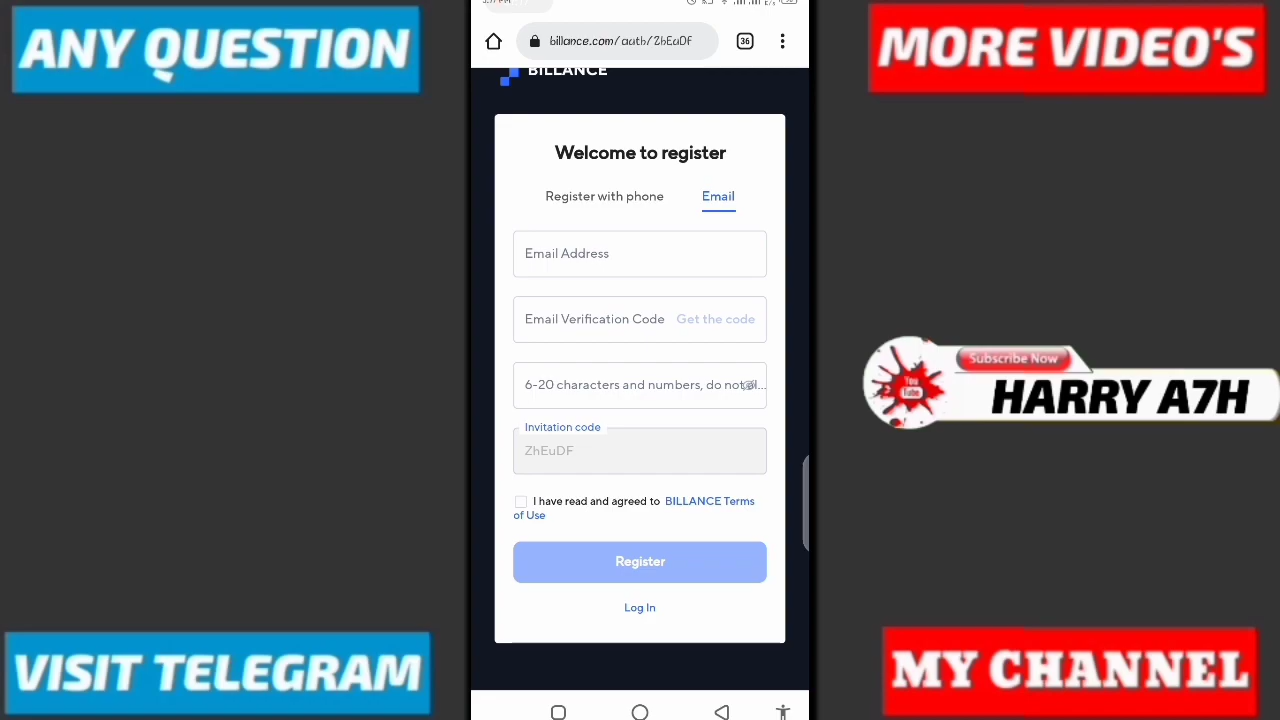 ANY QUESTION
MORE VIDEO'S
billance.com/auth/ZhEuDF
36
BILLANCE
Welcome to register
Register with phone
Email
Email Address
Email Verification Code
Get the code
6-20 characters and numbers, do not
Invitation code
ZhEuDF
I have read and agreed to BILLANCE Terms
of Use
Register
Log In
Subscribe Now
You
Tube
HARRY A7H
VISIT TELEGRAM
MY CHANNEL